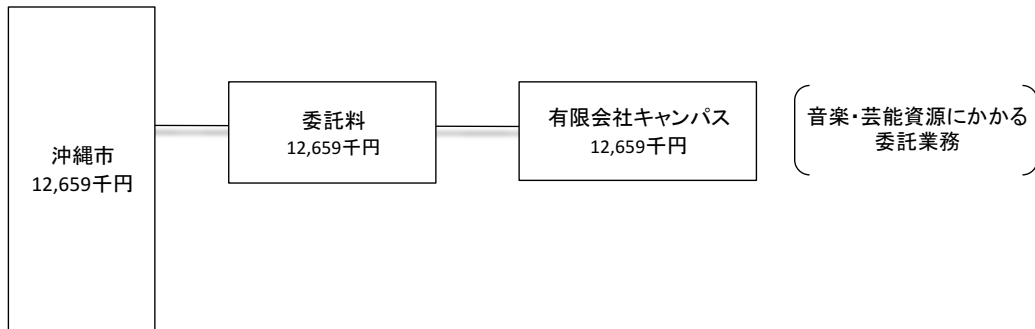 沖縄市
12,659千円
委託料
12,659千円
有限会社キャンパス
12,659千円
音楽・芸能資源にかかる
委託業務